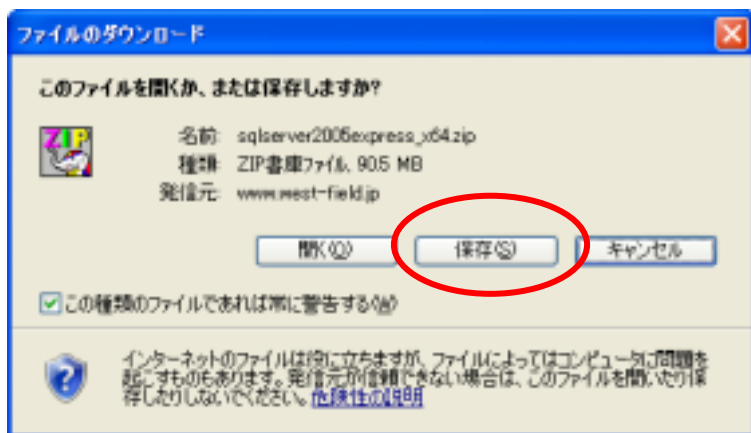 ファイルのダウンロード
このファイルを開くか、または保存しますか?
ZIP
名前: sqlserver2005express_x64.zip
種類: ZIP書庫ファイル, 90.5 MB
発信元: www.west-field.jp
開く(O) 保存(S) キャンセル
この種類のファイルであれば常に警告する(W)
インターネットのファイルは役に立ちますが、ファイルによってはコンピュータに問題を
起こすものもあります。発信元が信頼できない場合は、このファイルを開いたり保
存したりしないでください。危険性の説明